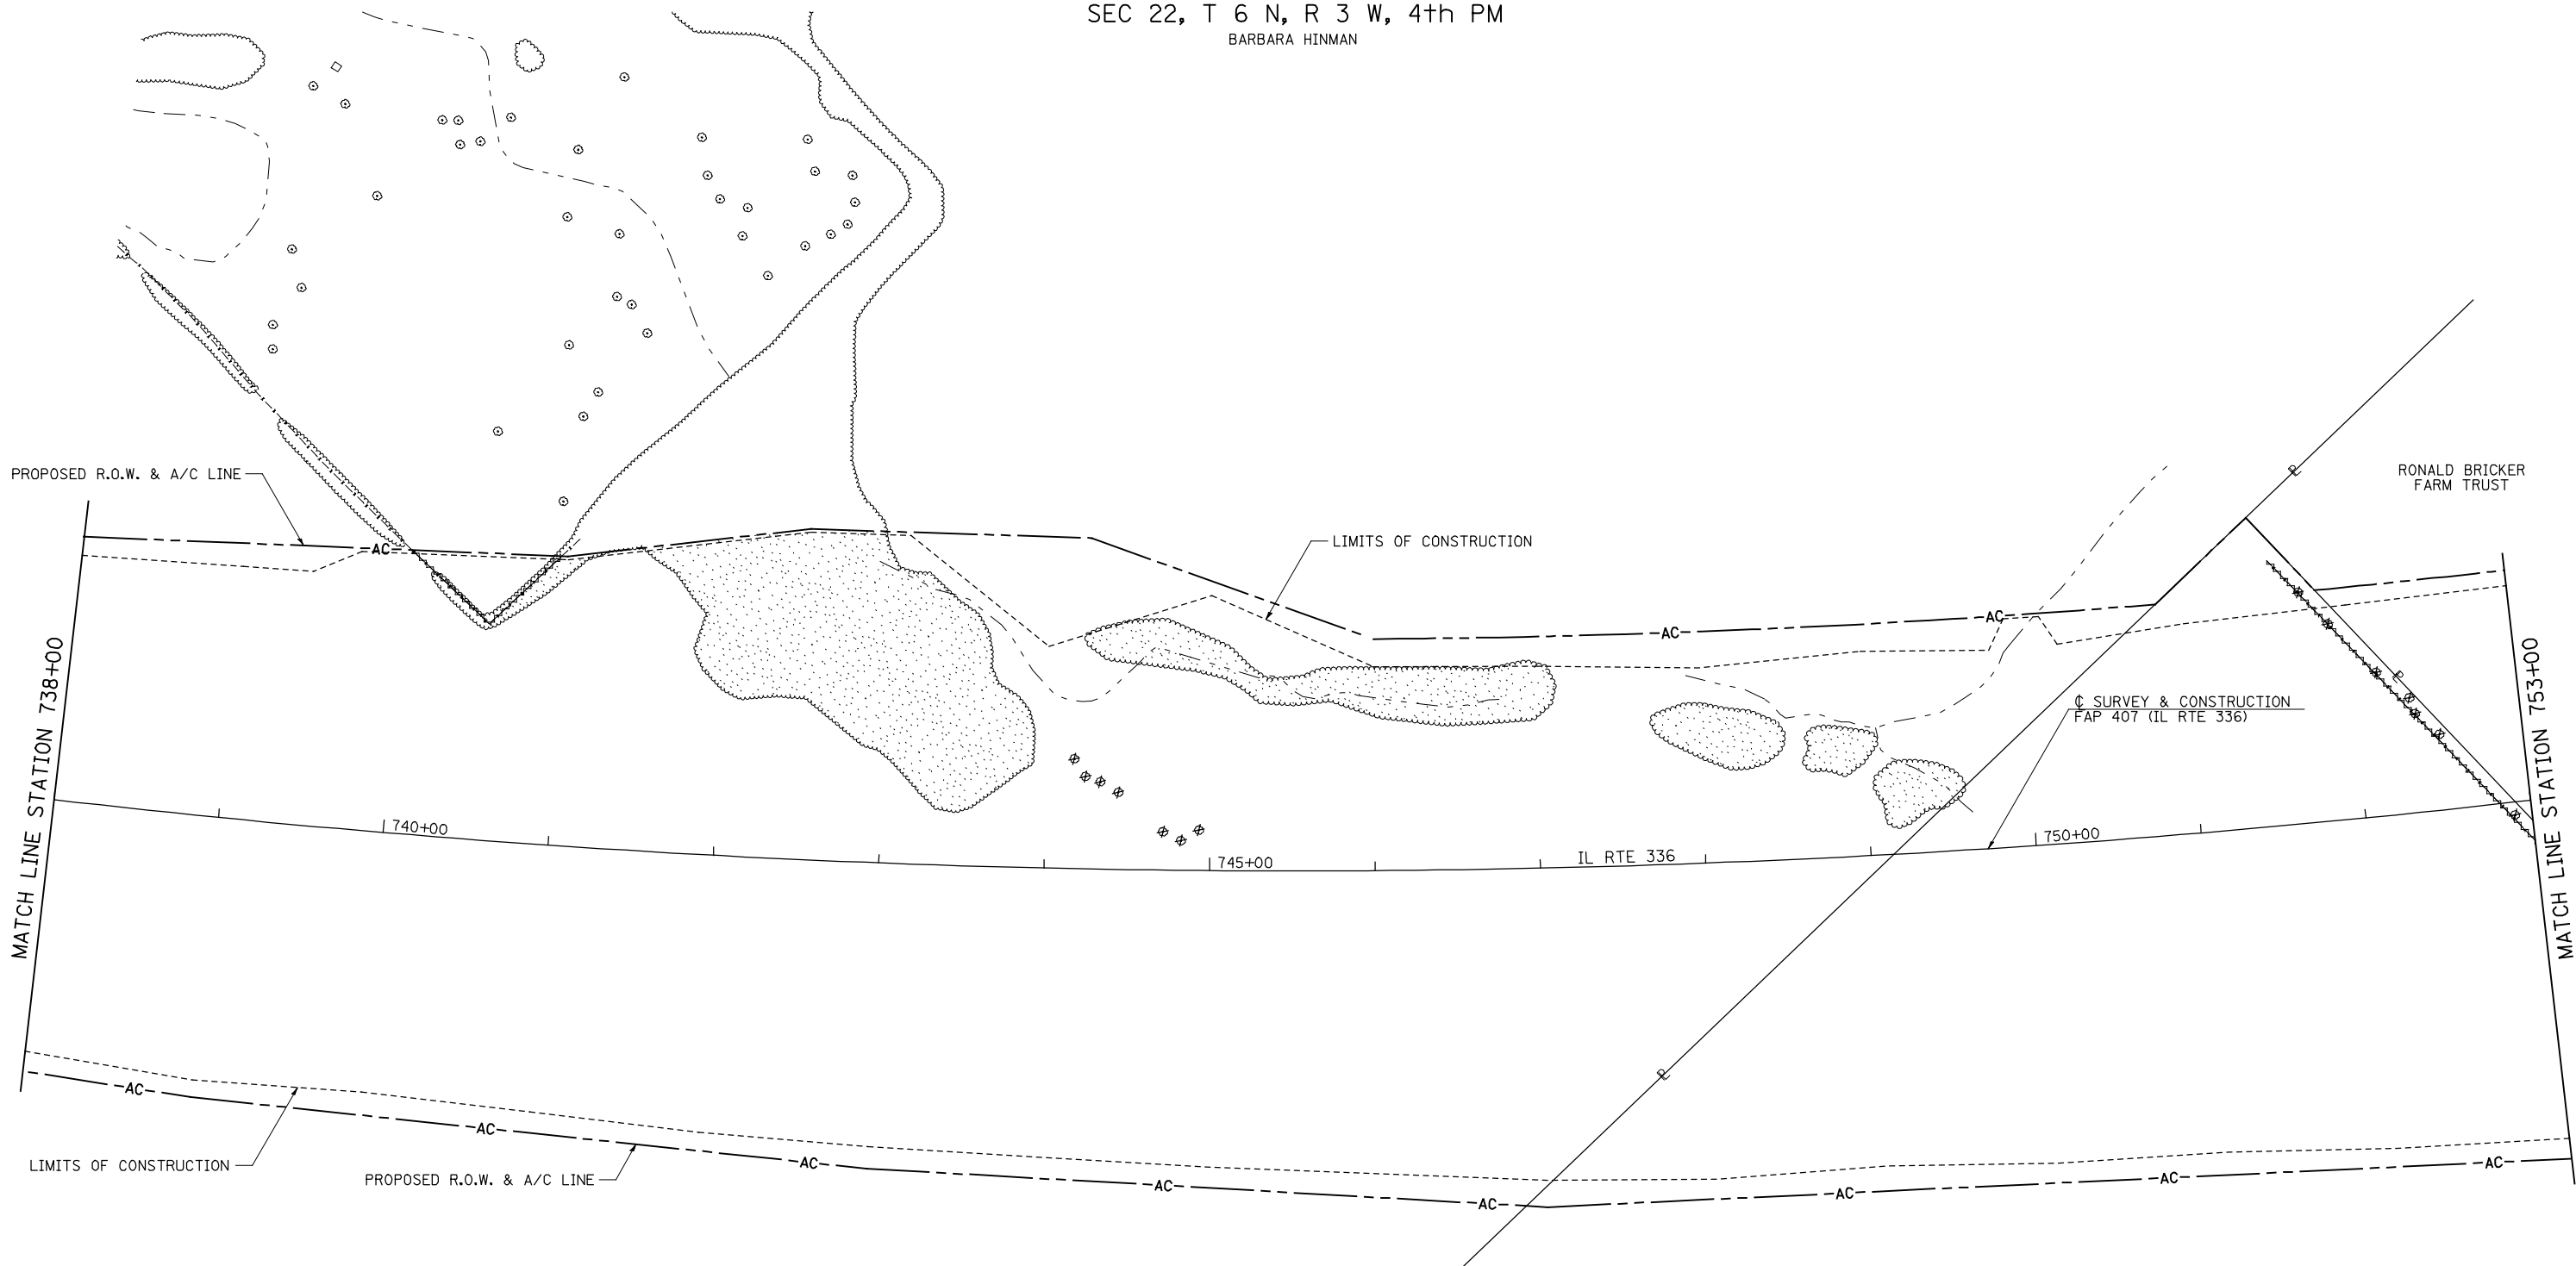 SEC 22, T 6 N, R 3 W, 4th PM
BARBARA HINMAN
PROPOSED R.O.W. & A/C LINE
AC
LIMITS OF CONSTRUCTION
AC
AC
℄ SURVEY & CONSTRUCTION
FAP 407 (IL RTE 336)
RONALD BRICKER
FARM TRUST
PL
PL
MATCH LINE STATION 738+00
MATCH LINE STATION 753+00
740+00
745+00
IL RTE 336
750+00
PL
AC
AC
AC
AC
AC
AC
AC
AC
LIMITS OF CONSTRUCTION
PROPOSED R.O.W. & A/C LINE